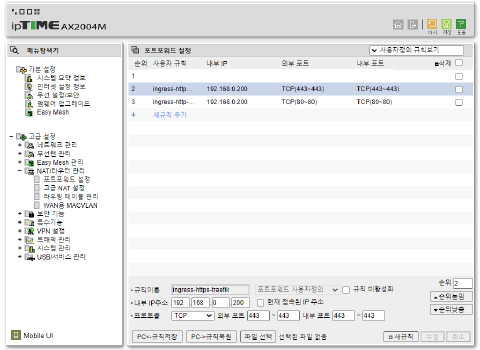 ipTIME AX2004M
다시 저장 도움
메뉴탐색기
기본 설정
시스템 요약 정보
인터넷 설정 정보
무선 설정/보안
펌웨어 업그레이드
Easy Mesh
고급 설정
네트워크 관리
무선랜 관리
Easy Mesh 관리
NAT/라우터 관리
포트포워드 설정
고급 NAT 설정
라우팅 테이블 관리
WAN용 MACVLAN
보안 기능
특수기능
VPN 설정
트래픽 관리
시스템 관리
USB/서비스 관리
Mobile UI
포트포워드 설정
사용자정의 규칙보기
순위 사용자 규칙 내부 IP 외부 포트 내부 포트 삭제
1
2 ingress-http-... 192.168.0.200 TCP(443~443) TCP(443~443)
3 ingress-http-... 192.168.0.200 TCP(80~80) TCP(80~80)
+ 새규칙 추가
규칙이름 ingress-https-traefik 포트포워드 사용자정의 규칙 비활성화
내부 IP주소 192 . 168 . 0 . 200 현재 접속된 IP 주소
프로토콜 TCP 외부 포트 443 ~ 443 내부 포트 443 ~ 443
순위 2
▲순위높임
▼순위낮춤
PC<-규칙저장 PC->규칙복원 파일 선택 선택된 파일 없음
새규칙 수정 취소